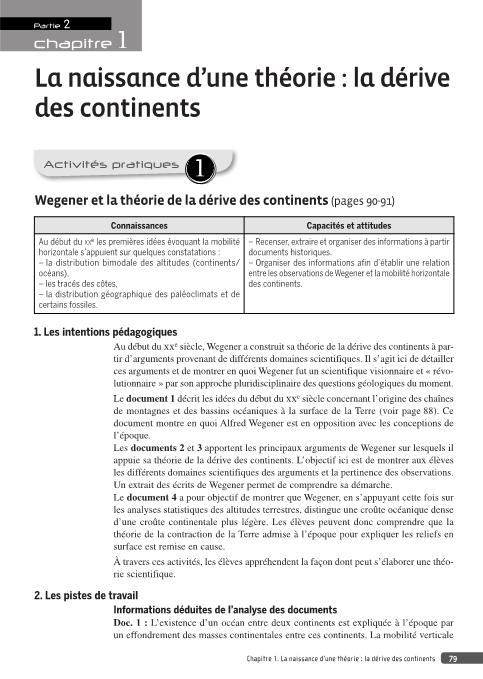 Partie 2
chapitre 1
La naissance d'une théorie : la dérive
des continents
Activités pratiques 1
Wegener et la théorie de la dérive des continents (pages 90-91)
Connaissances
Au début du XXe les premières idées évoquant la mobilité
horizontale s'appuient sur quelques constatations :
– la distribution bimodale des altitudes (continents/
océans),
– les tracés des côtes,
– la distribution géographique des paléoclimats et de
certains fossiles.
Capacités et attitudes
– Recenser, extraire et organiser des informations à partir
documents historiques.
– Organiser des informations afin d'établir une relation
entre les observations de Wegener et la mobilité horizontale
des continents.
1. Les intentions pédagogiques
Au début du XXe siècle, Wegener a construit sa théorie de la dérive des continents à par-
tir d'arguments provenant de différents domaines scientifiques. Il s'agit ici de détailler
ces arguments et de montrer en quoi Wegener fut un scientifique visionnaire et « révo-
lutionnaire » par son approche pluridisciplinaire des questions géologiques du moment.
Le document 1 décrit les idées du début du XXe siècle concernant l'origine des chaînes
de montagnes et des bassins océaniques à la surface de la Terre (voir page 88). Ce
document montre en quoi Alfred Wegener est en opposition avec les conceptions de
l'époque.
Les documents 2 et 3 apportent les principaux arguments de Wegener sur lesquels il
appuie sa théorie de la dérive des continents. L'objectif ici est de montrer aux élèves
les différents domaines scientifiques des arguments et la pertinence des observations.
Un extrait des écrits de Wegener permet de comprendre sa démarche.
Le document 4 a pour objectif de montrer que Wegener, en s'appuyant cette fois sur
les analyses statistiques des altitudes terrestres, distingue une croûte océanique dense
d'une croûte continentale plus légère. Les élèves peuvent donc comprendre que la
théorie de la contraction de la Terre admise à l'époque pour expliquer les reliefs en
surface est remise en cause.
À travers ces activités, les élèves appréhendent la façon dont peut s'élaborer une théo-
rie scientifique.
2. Les pistes de travail
Informations déduites de l'analyse des documents
Doc. 1 : L'existence d'un océan entre deux continents est expliquée à l'époque par
un effondrement des masses continentales entre ces continents. La mobilité verticale
Chapitre 1. La naissance d'une théorie : la dérive des continents 79